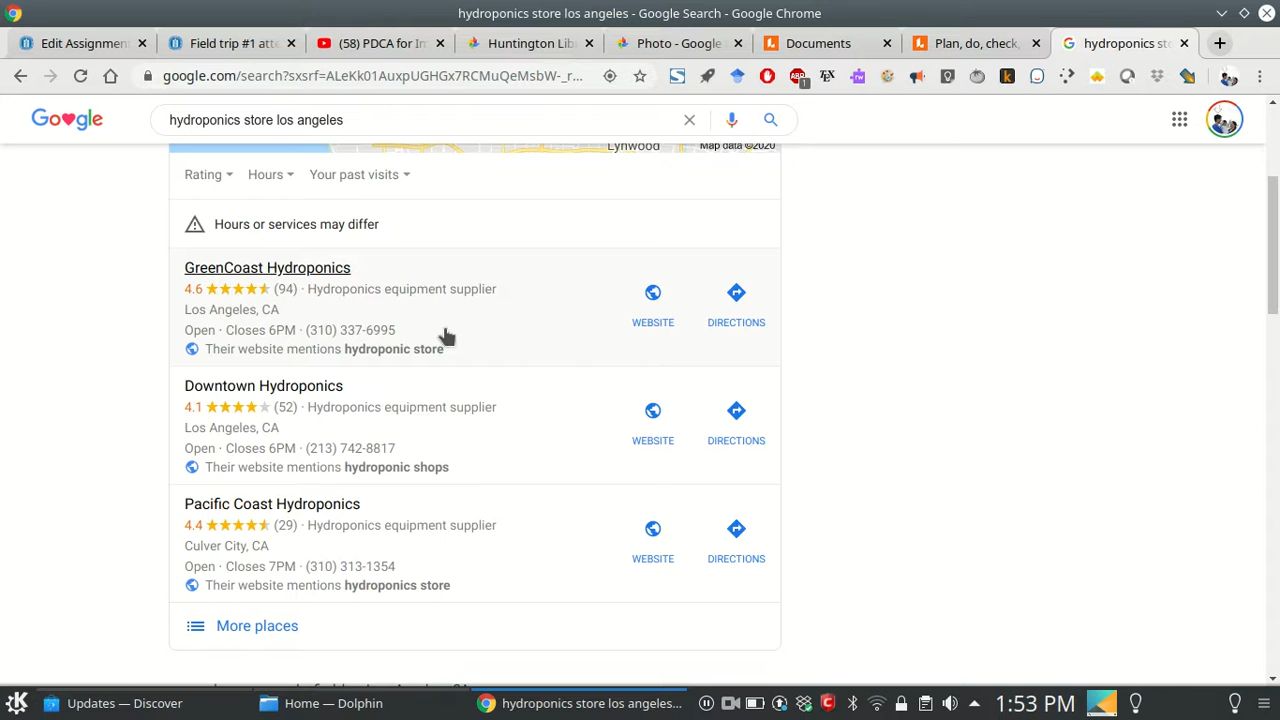 hydroponics store los angeles - Google Search - Google Chrome
Edit Assignmen
Field trip #1 atte
(58) PDCA for Im
Huntington Lib
Photo - Google
Documents
Plan, do, check,
hydroponics sto
google.com/search?sxsrf=ALeKk01AuxpUGHGx7RCMuQeMsbW-_r...
1
Google
hydroponics store los angeles
Lynwood
Map data ©2020
Rating
Hours
Your past visits
Hours or services may differ
GreenCoast Hydroponics
4.6 (94) · Hydroponics equipment supplier
Los Angeles, CA
Open · Closes 6PM · (310) 337-6995
Their website mentions hydroponic store
WEBSITE
DIRECTIONS
Downtown Hydroponics
4.1 (52) · Hydroponics equipment supplier
Los Angeles, CA
Open · Closes 6PM · (213) 742-8817
Their website mentions hydroponic shops
WEBSITE
DIRECTIONS
Pacific Coast Hydroponics
4.4 (29) · Hydroponics equipment supplier
Culver City, CA
Open · Closes 7PM · (310) 313-1354
Their website mentions hydroponics store
WEBSITE
DIRECTIONS
More places
Updates — Discover
Home — Dolphin
hydroponics store los angeles...
1:53 PM